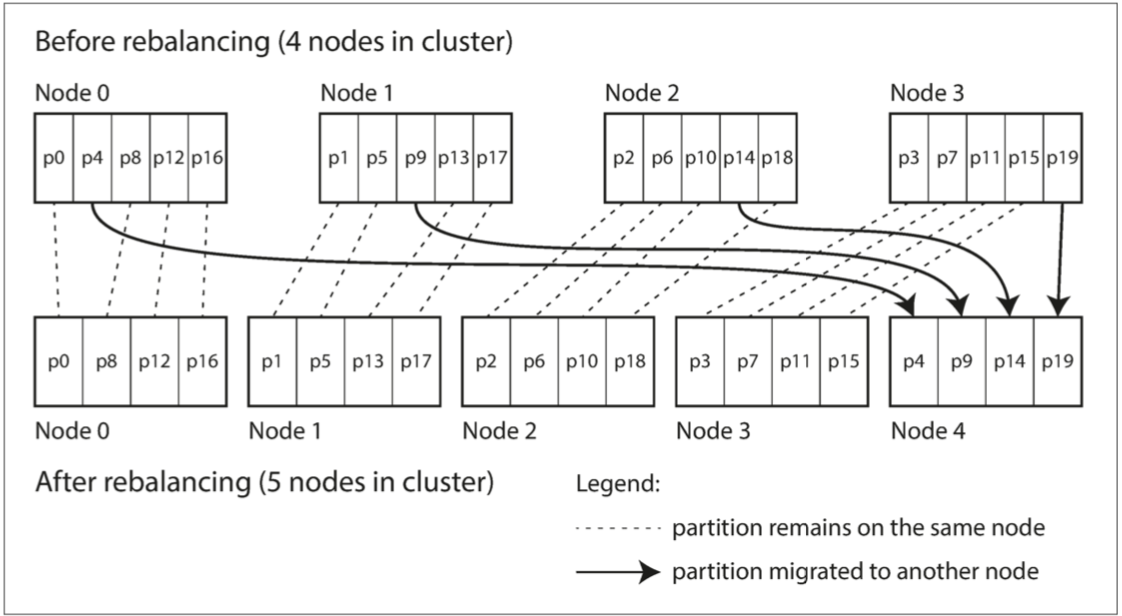 Before rebalancing (4 nodes in cluster)
Node 0 Node 1 Node 2 Node 3
p0 p4 p8 p12 p16 p1 p5 p9 p13 p17 p2 p6 p10 p14 p18 p3 p7 p11 p15 p19
p0 p8 p12 p16 p1 p5 p13 p17 p2 p6 p10 p18 p3 p7 p11 p15 p4 p9 p14 p19
Node 0 Node 1 Node 2 Node 3 Node 4
After rebalancing (5 nodes in cluster)
Legend:
partition remains on the same node
partition migrated to another node